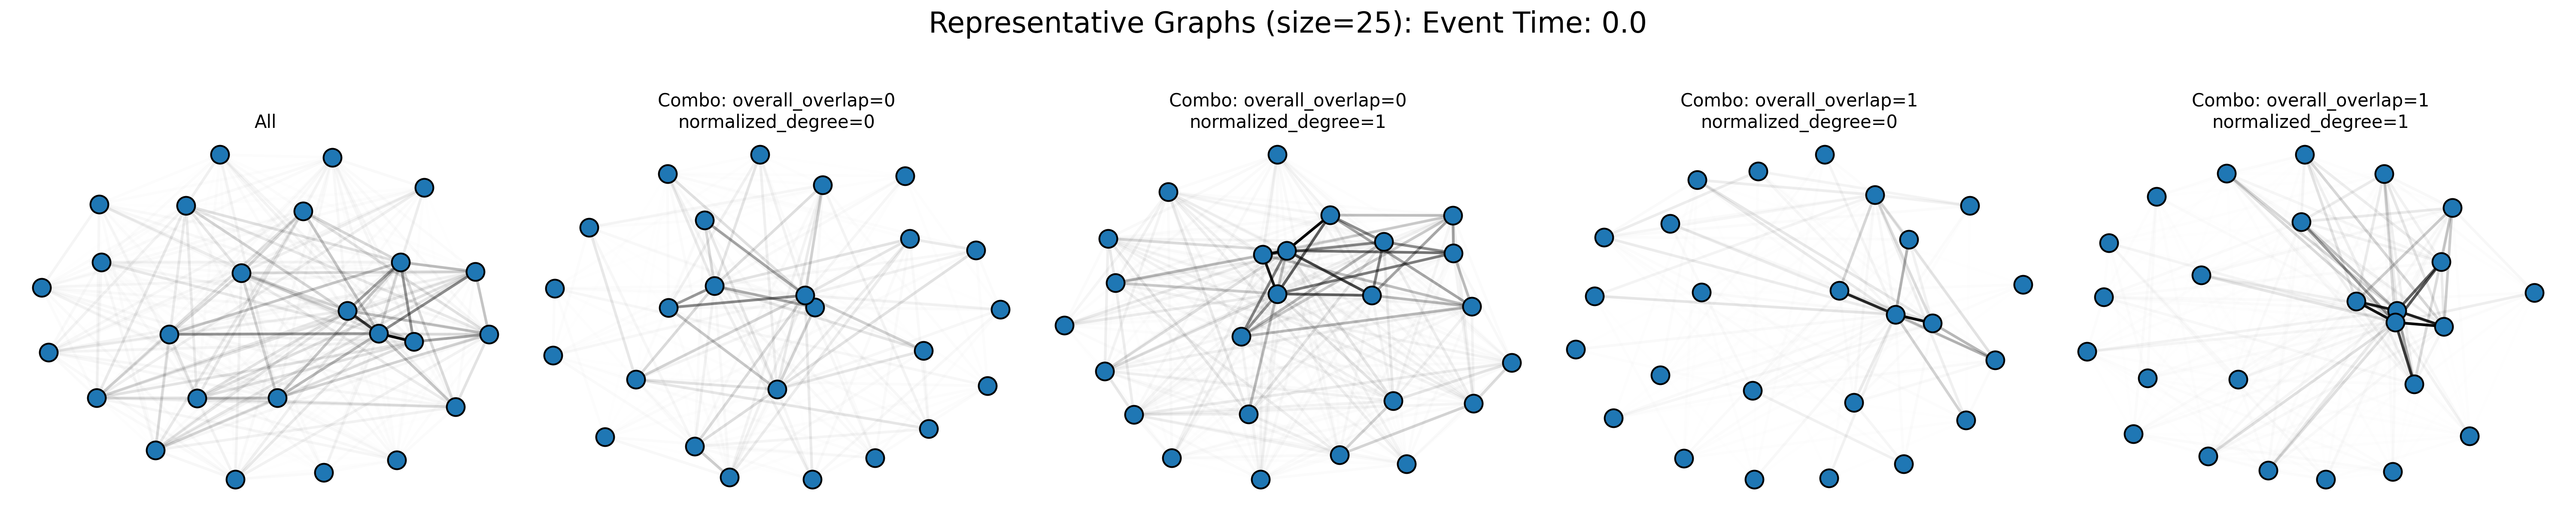 Representative Graphs (size=25): Event Time: 0.0
All
Combo: overall_overlap=0
normalized_degree=0
Combo: overall_overlap=0
normalized_degree=1
Combo: overall_overlap=1
normalized_degree=0
Combo: overall_overlap=1
normalized_degree=1